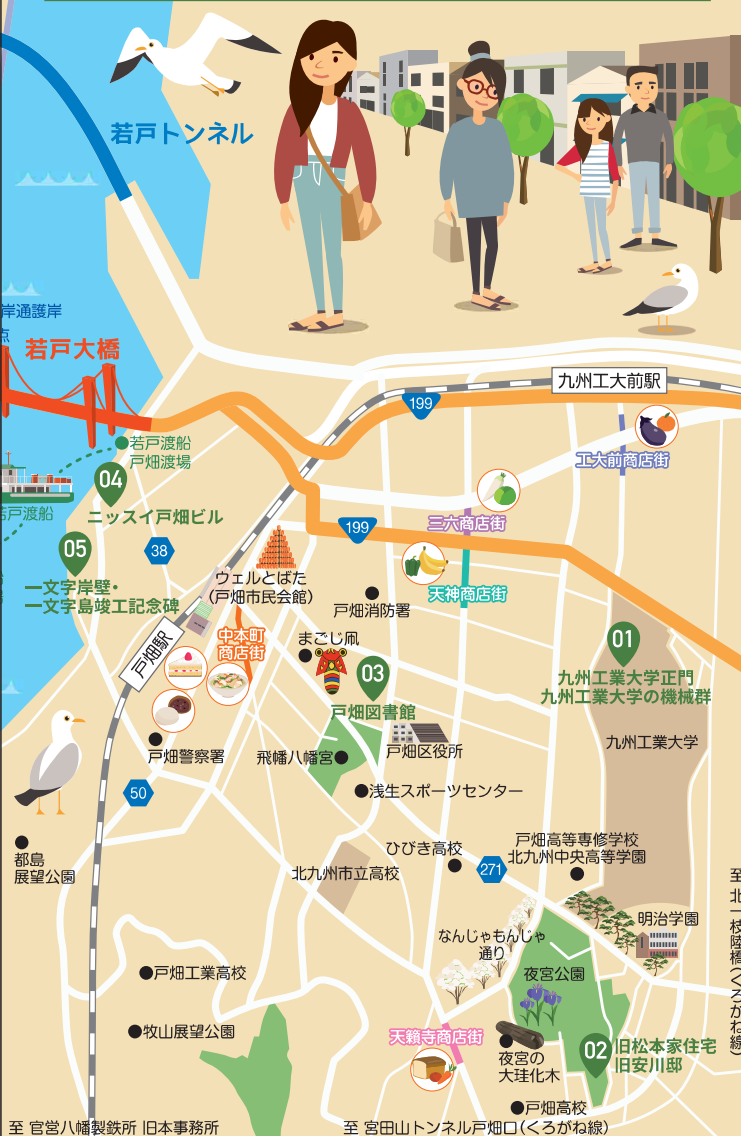 若戸トンネル
岸通護岸
点
若戸大橋
九州工大前駅
199
若戸渡船
戸畑渡場
工大前商店街
04
ニッスイ戸畑ビル
三六商店街
戸渡船
199
05
38
一文字岸壁・
一文字島竣工記念碑
ウェルとばた
(戸畑市民会館)
天神商店街
戸畑消防署
中本町
商店街
まごじ凧
戸畑駅
01
九州工業大学正門
九州工業大学の機械群
03
戸畑図書館
九州工業大学
戸畑警察署
飛幡八幡宮
戸畑区役所
50
浅生スポーツセンター
都島
展望公園
ひびき高校
戸畑高等専修学校
北九州中央高等学園
271
北九州市立高校
至 北 一枝陸橋(くろがね線)
明治学園
なんじゃもんじゃ
通り
夜宮公園
戸畑工業高校
牧山展望公園
天籟寺商店街
夜宮の
大珪化木
02
旧松本家住宅
旧安川邸
戸畑高校
至 官営八幡製鉄所 旧本事務所
至 宮田山トンネル戸畑口(くろがね線)